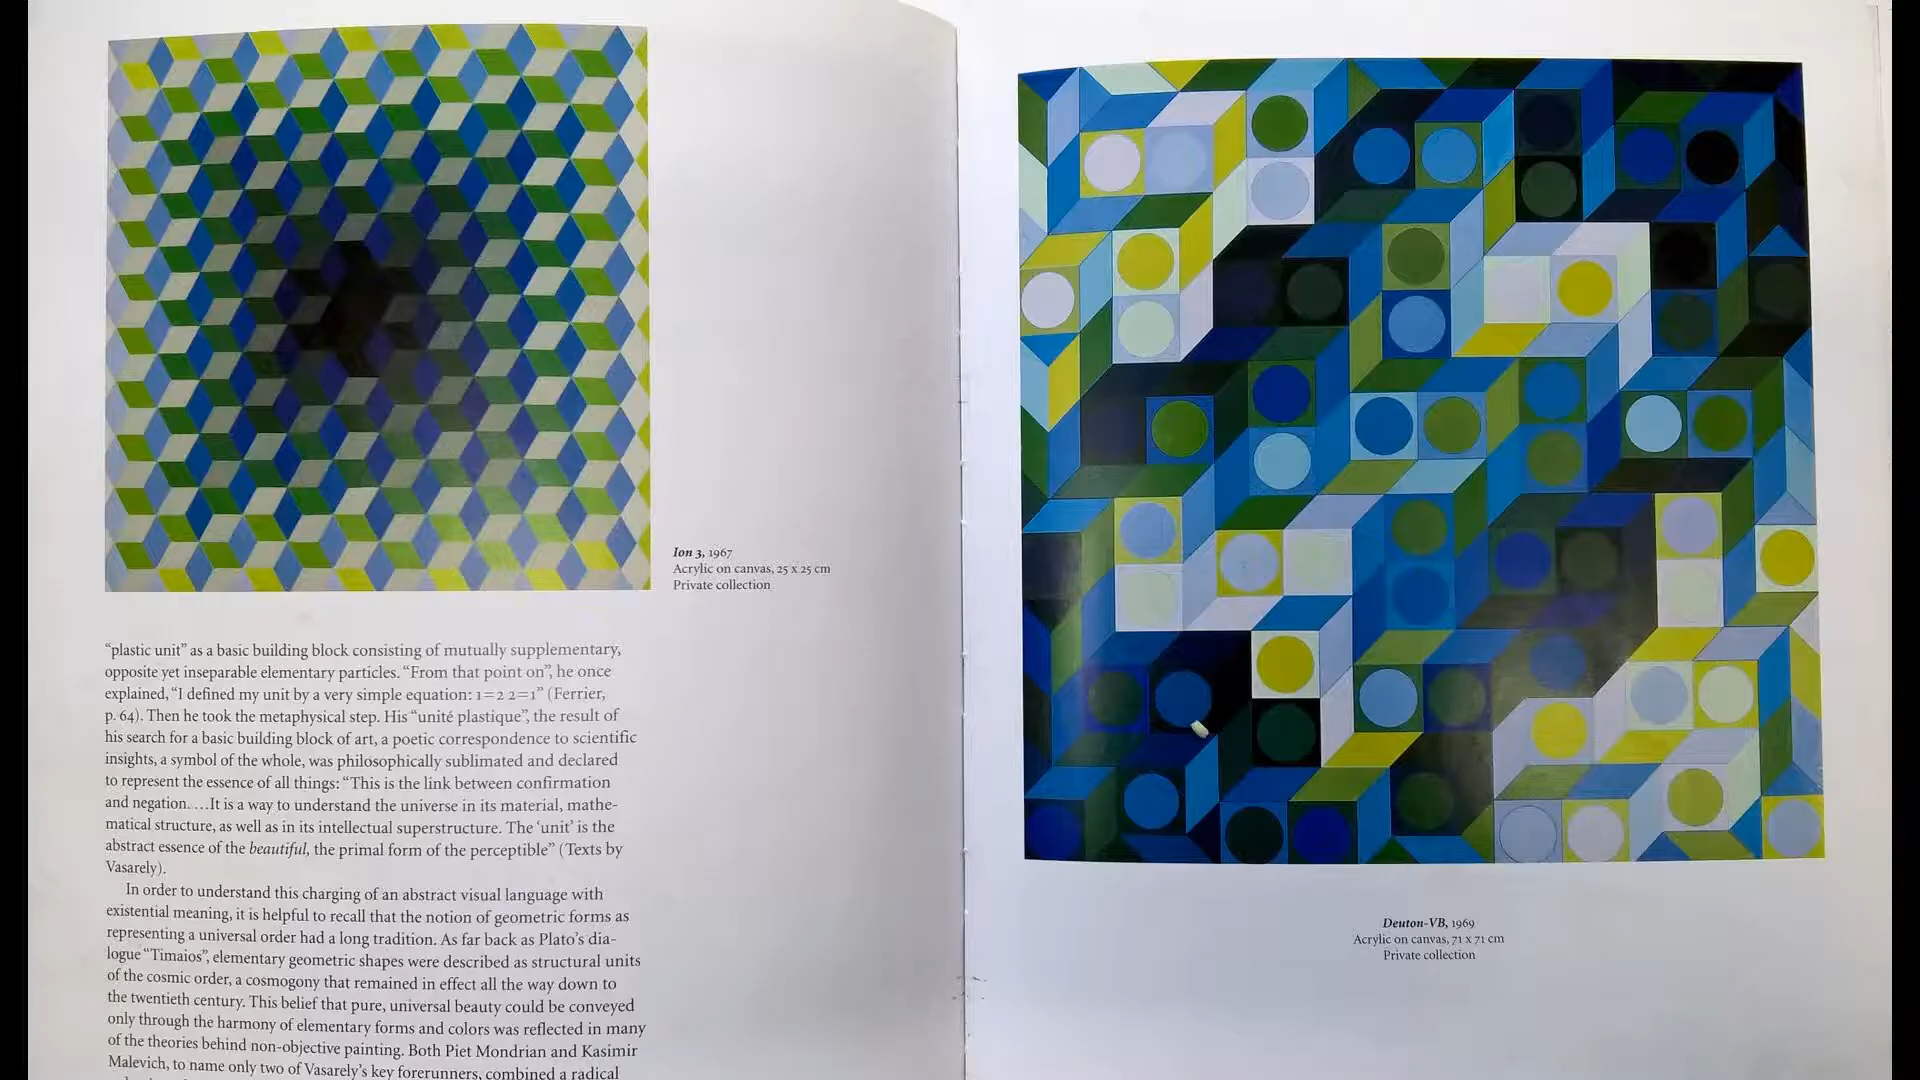 Ion 3, 1967
Acrylic on canvas, 25 x 25 cm
Private collection
“plastic unit” as a basic building block consisting of mutually supplementary,
opposite yet inseparable elementary particles. “From that point on”, he once
explained, “I defined my unit by a very simple equation: 1=2 2=1” (Ferrier,
p. 64). Then he took the metaphysical step. His “unité plastique”, the result of
his search for a basic building block of art, a poetic correspondence to scientific
insights, a symbol of the whole, was philosophically sublimated and declared
to represent the essence of all things: “This is the link between confirmation
and negation. …It is a way to understand the universe in its material, mathe-
matical structure, as well as in its intellectual superstructure. The ‘unit’ is the
abstract essence of the beautiful, the primal form of the perceptible” (Texts by
Vasarely).
In order to understand this charging of an abstract visual language with
existential meaning, it is helpful to recall that the notion of geometric forms as
representing a universal order had a long tradition. As far back as Plato’s dia-
logue “Timaios”, elementary geometric shapes were described as structural units
of the cosmic order, a cosmogony that remained in effect all the way down to
the twentieth century. This belief that pure, universal beauty could be conveyed
only through the harmony of elementary forms and colors was reflected in many
of the theories behind non-objective painting. Both Piet Mondrian and Kasimir
Malevich, to name only two of Vasarely’s key forerunners, combined a radical
Deuton-VB, 1969
Acrylic on canvas, 71 x 71 cm
Private collection